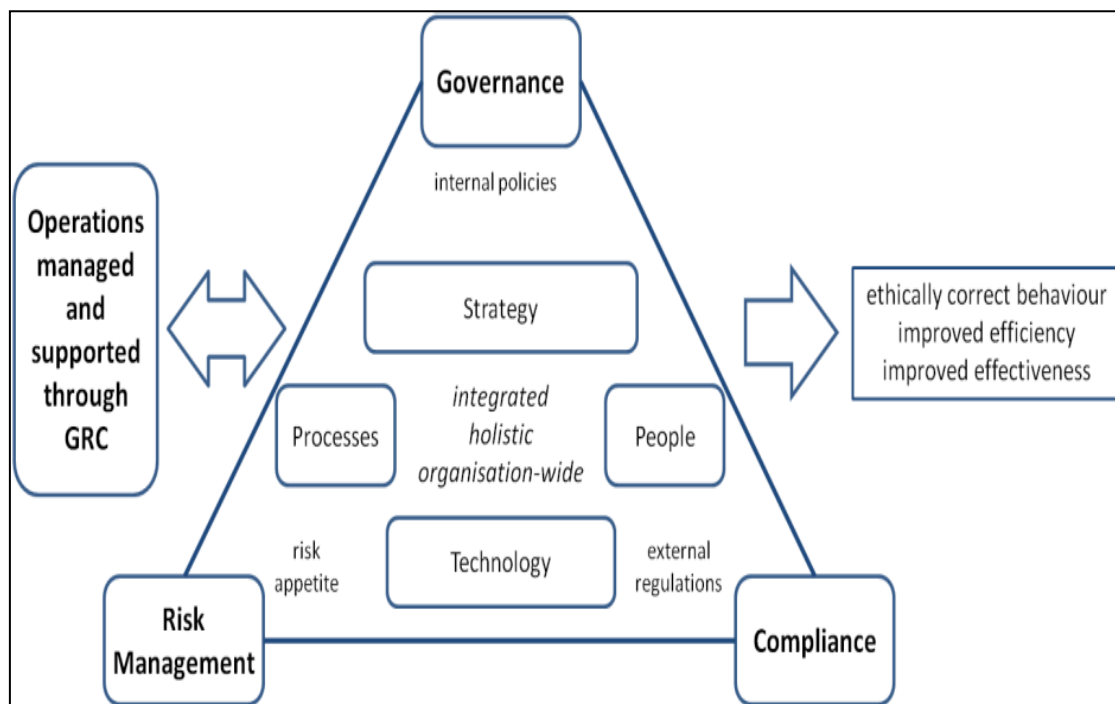 Governance
internal policies
Operations
managed
and
supported
through
GRC
Strategy
ethically correct behaviour
improved efficiency
improved effectiveness
Processes
integrated
holistic
organisation-wide
People
risk
appetite
Technology
external
regulations
Risk
Management
Compliance